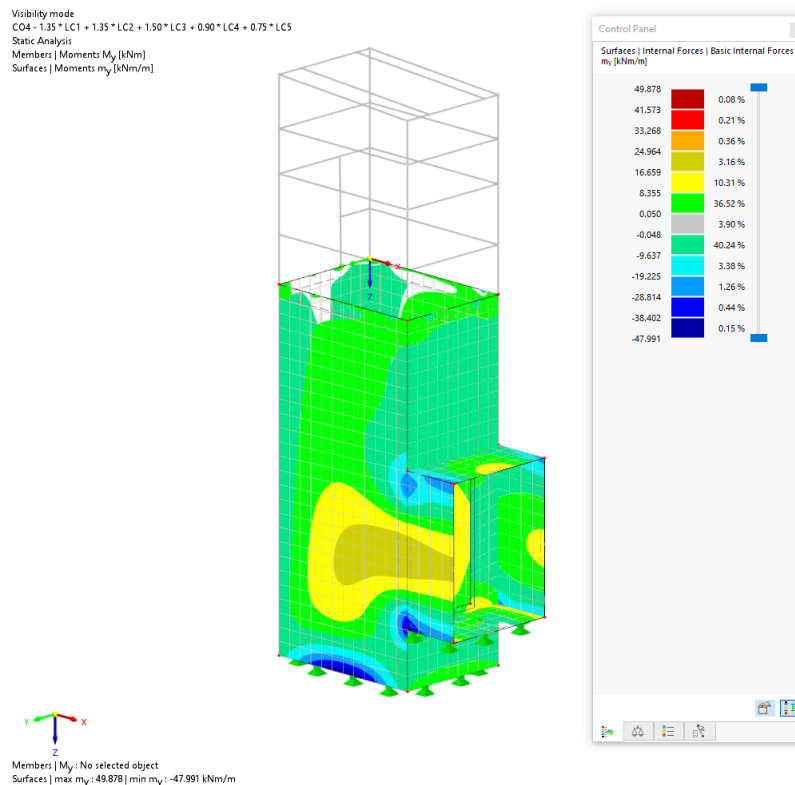 Visibility mode
CO4 - 1.35 * LC1 + 1.35 * LC2 + 1.50 * LC3 + 0.90 * LC4 + 0.75 * LC5
Static Analysis
Members | Moments My [kNm]
Surfaces | Moments my [kNm/m]
Control Panel
Surfaces | Internal Forces | Basic Internal Forces
my [kNm/m]
49.878
0.08 %
41.573
0.21 %
33.268
0.36 %
24.964
3.16 %
16.659
10.31 %
8.355
36.52 %
0.050
3.90 %
-0.048
40.24 %
-9.637
3.38 %
-19.225
1.26 %
-28.814
0.44 %
-38.402
0.15 %
-47.991
X
Z
Y
X
Z
Members | My : No selected object
Surfaces | max my : 49.878 | min my : -47.991 kNm/m